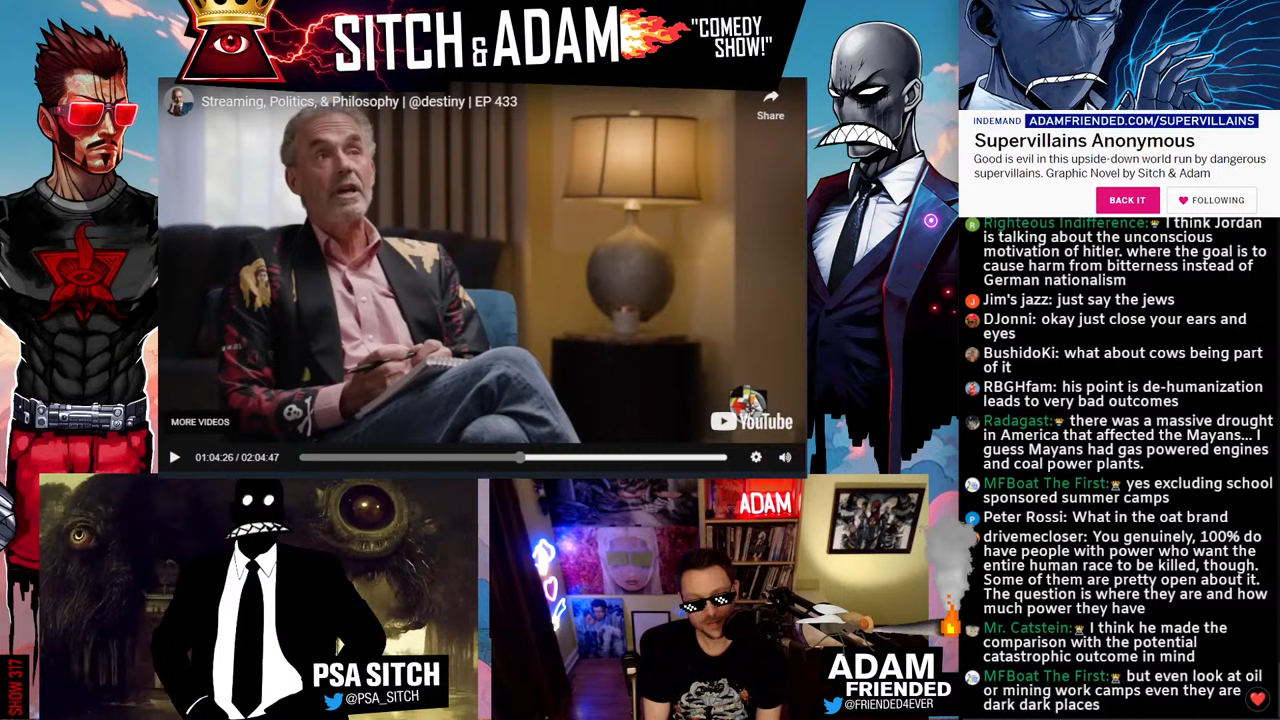 SITCH & ADAM
"COMEDY
SHOW!"
Streaming, Politics, & Philosophy | @destiny | EP 433
Share
MORE VIDEOS
YouTube
01:04:26 / 02:04:47
INDEMAND
ADAMFRIENDED.COM/SUPERVILLAINS
Supervillains Anonymous
Good is evil in this upside-down world run by dangerous
supervillains. Graphic Novel by Sitch & Adam
BACK IT
FOLLOWING
Righteous Indifference: I think Jordan
is talking about the unconscious
motivation of hitler. where the goal is to
cause harm from bitterness instead of
German nationalism
Jim's jazz: just say the jews
DJonni: okay just close your ears and
eyes
BushidoKi: what about cows being part
of it
RBGHfam: his point is de-humanization
leads to very bad outcomes
Radagast: there was a massive drought
in America that affected the Mayans... I
guess Mayans had gas powered engines
and coal power plants.
MFBoat The First: yes excluding school
sponsored summer camps
Peter Rossi: What in the oat brand
drivemecloser: You genuinely, 100% do
have people with power who want the
entire human race to be killed, though.
Some of them are pretty open about it.
The question is where they are and how
much power they have
Mr. Catstein: I think he made the
comparison with the potential
catastrophic outcome in mind
MFBoat The First: but even look at oil
or mining work camps even they are
dark dark places
SHOW 317
PSA SITCH
@PSA_SITCH
ADAM
ADAM
FRIENDED
@FRIENDED4EVER